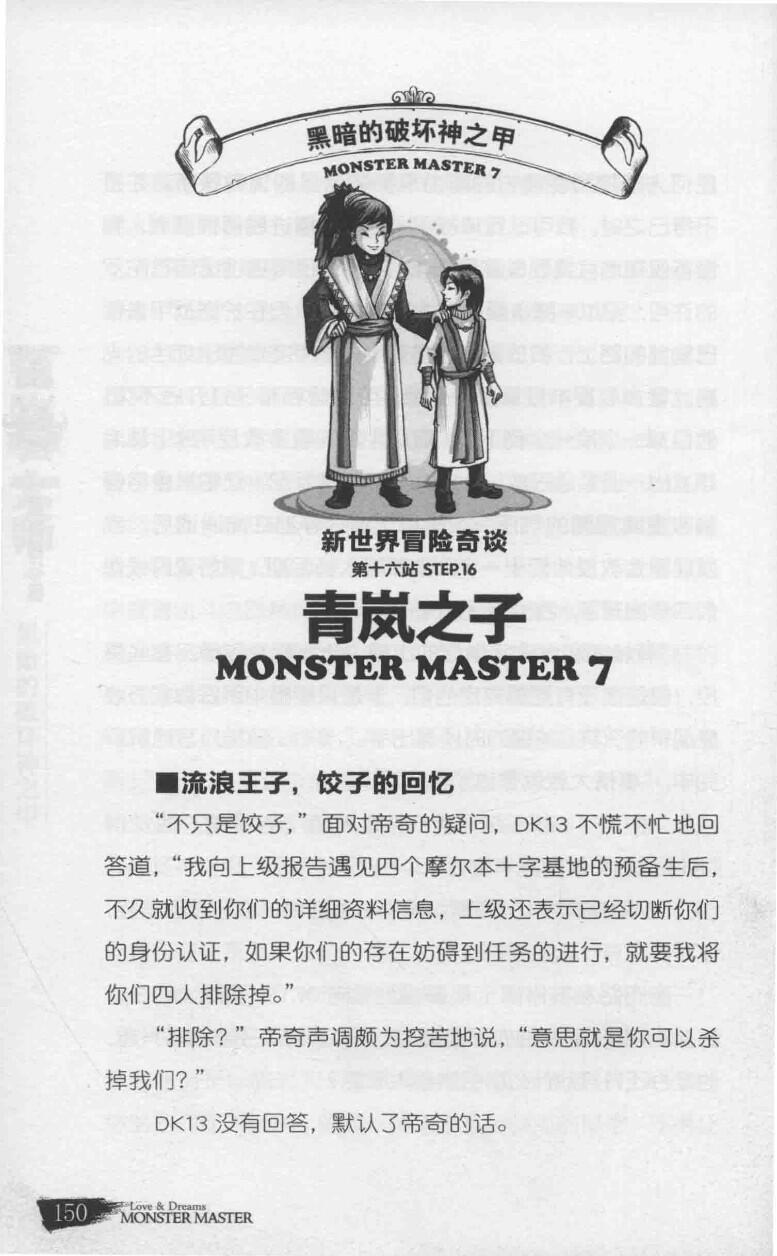 黑暗的破坏神之甲
MONSTER MASTER 7
新世界冒险奇谈
第十六站 STEP.16
青岚之子
MONSTER MASTER 7
■流浪王子，饺子的回忆
“不只是饺子，”面对帝奇的疑问，DK13 不慌不忙地回
答道，“我向上级报告遇见四个摩尔本十字基地的预备生后，
不久就收到你们的详细资料信息，上级还表示已经切断你们
的身份认证，如果你们的存在妨碍到任务的进行，就要我将
你们四人排除掉。”
“排除？”帝奇声调颇为挖苦地说，“意思就是你可以杀
掉我们？”
DK13 没有回答，默认了帝奇的话。
150
Love & Dreams
MONSTER MASTER